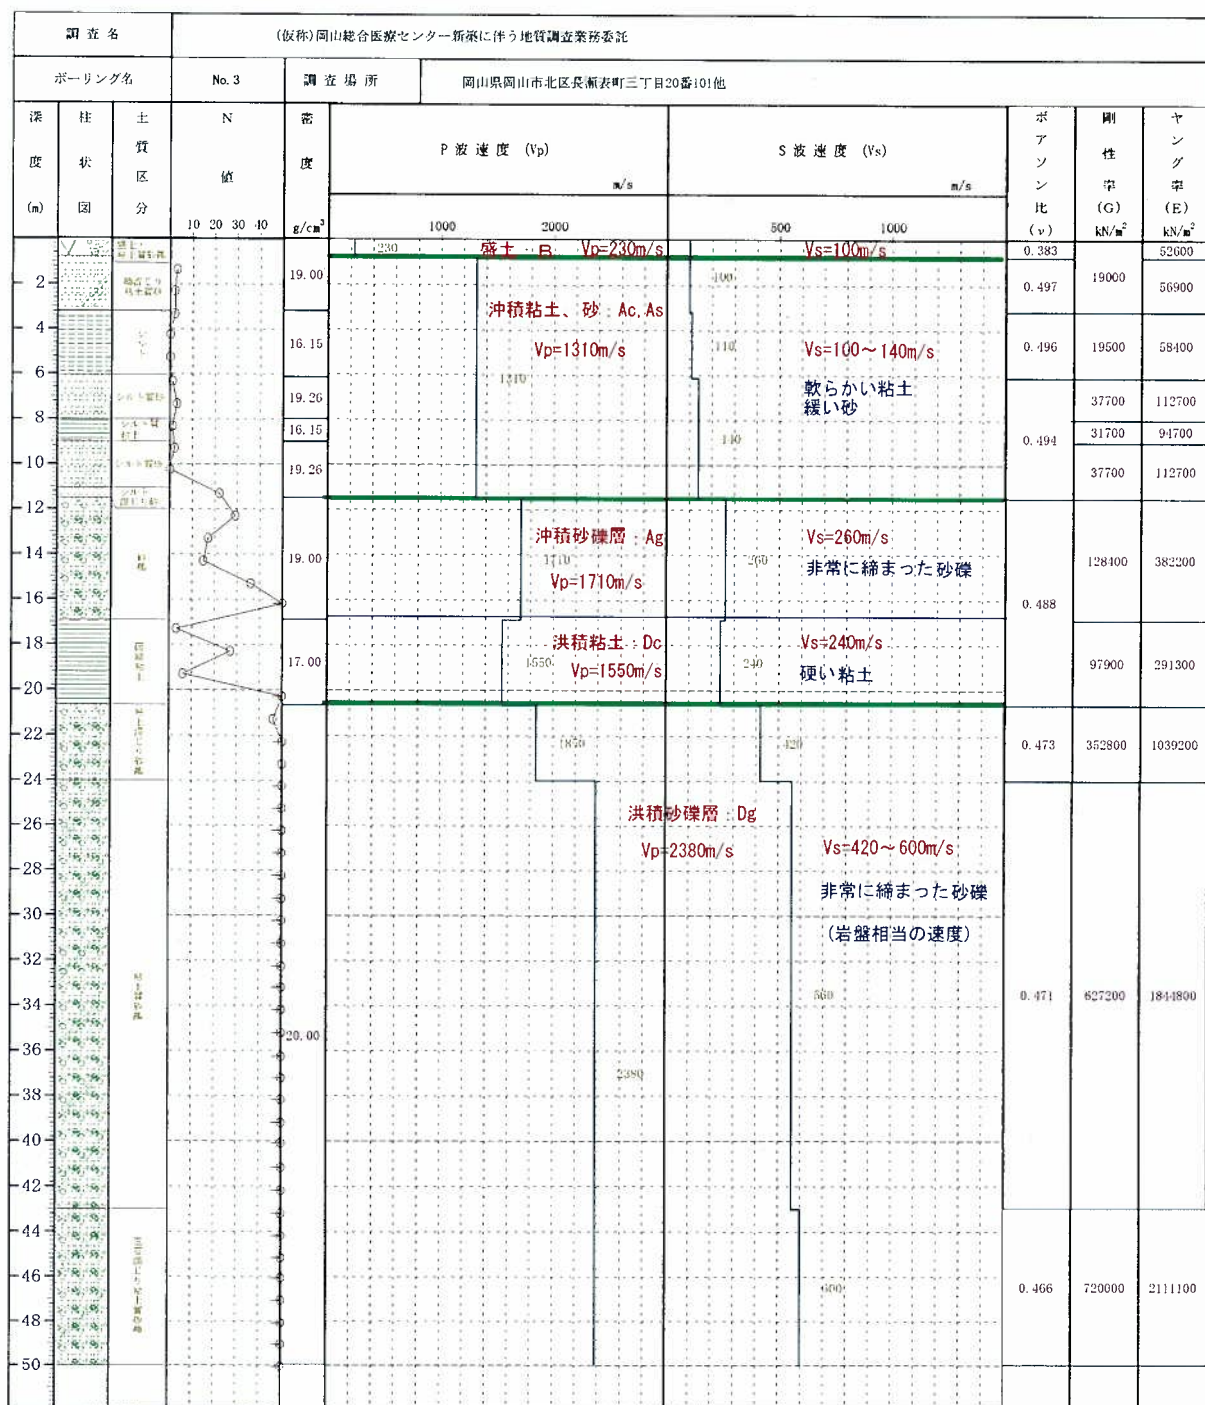 調査名
(仮称)岡山総合医療センター新築に伴う地質調査業務委託
ボーリング名
No. 3
調査場所
岡山県岡山市北区長瀬表町三丁目20番101他
深度(m)
柱状図
土質区分
N値
10 20 30 40
密度
g/cm³
P波速度 (Vp)
m/s
1000 2000
S波速度 (Vs)
m/s
500 1000
ポアソン比(ν)
剛性率(G)
kN/m²
ヤング率(E)
kN/m²
230
盛土：B Vp=230m/s
Vs=100m/s
0.383
52600
2
19.00
100
0.497
19000
56900
沖積粘土、砂：Ac, As
4
16.15
Vp=1310m/s
110
Vs=100～140m/s
0.496
19500
58400
6
1310
軟らかい粘土
緩い砂
19.26
37700
112700
8
16.15
140
0.494
31700
94700
10
19.26
37700
112700
12
沖積砂礫層：Ag
Vs=260m/s
14
19.00
1710
260
非常に締まった砂礫
128400
382200
Vp=1710m/s
16
0.488
18
洪積粘土：Dc
Vs=240m/s
17.00
1550
Vp=1550m/s
240
硬い粘土
97900
291300
20
22
420
0.473
352800
1039200
24
洪積砂礫層：Dg
26
Vp=2380m/s
Vs=420～600m/s
28
非常に締まった砂礫
30
(岩盤相当の速度)
32
34
560
0.471
627200
1844800
20.00
36
2380
38
40
42
44
46
600
0.466
720000
2111100
48
50